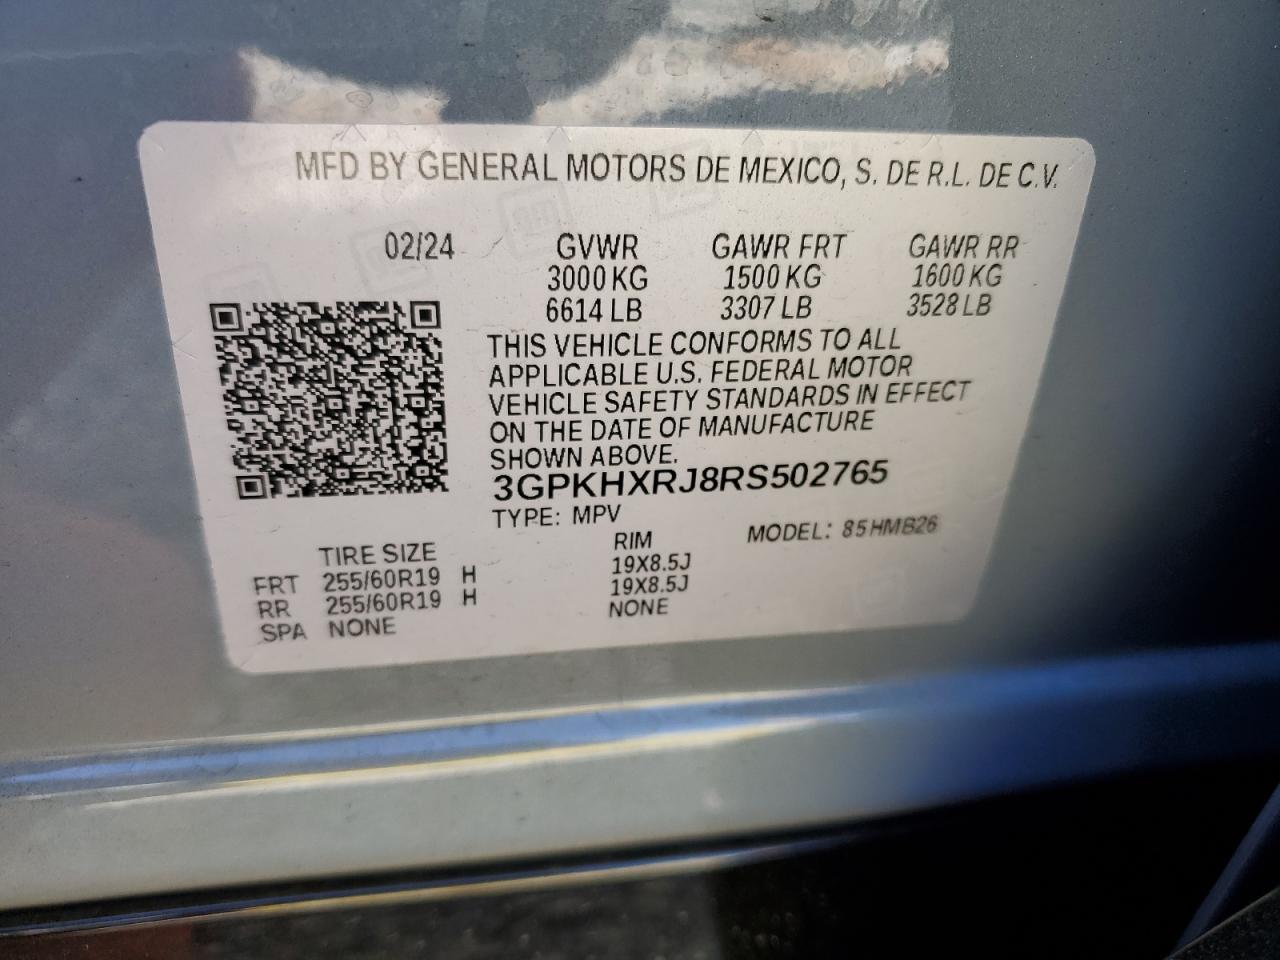 MFD BY GENERAL MOTORS DE MEXICO, S. DE R.L. DE C.V.
02/24 GVWR GAWR FRT GAWR RR
3000 KG 1500 KG 1600 KG
6614 LB 3307 LB 3528 LB
THIS VEHICLE CONFORMS TO ALL
APPLICABLE U.S. FEDERAL MOTOR
VEHICLE SAFETY STANDARDS IN EFFECT
ON THE DATE OF MANUFACTURE
SHOWN ABOVE.
3GPKHXRJ8RS502765
TYPE: MPV MODEL: 85HMB26
TIRE SIZE RIM
FRT 255/60R19 H 19X8.5J
RR 255/60R19 H 19X8.5J
SPA NONE NONE